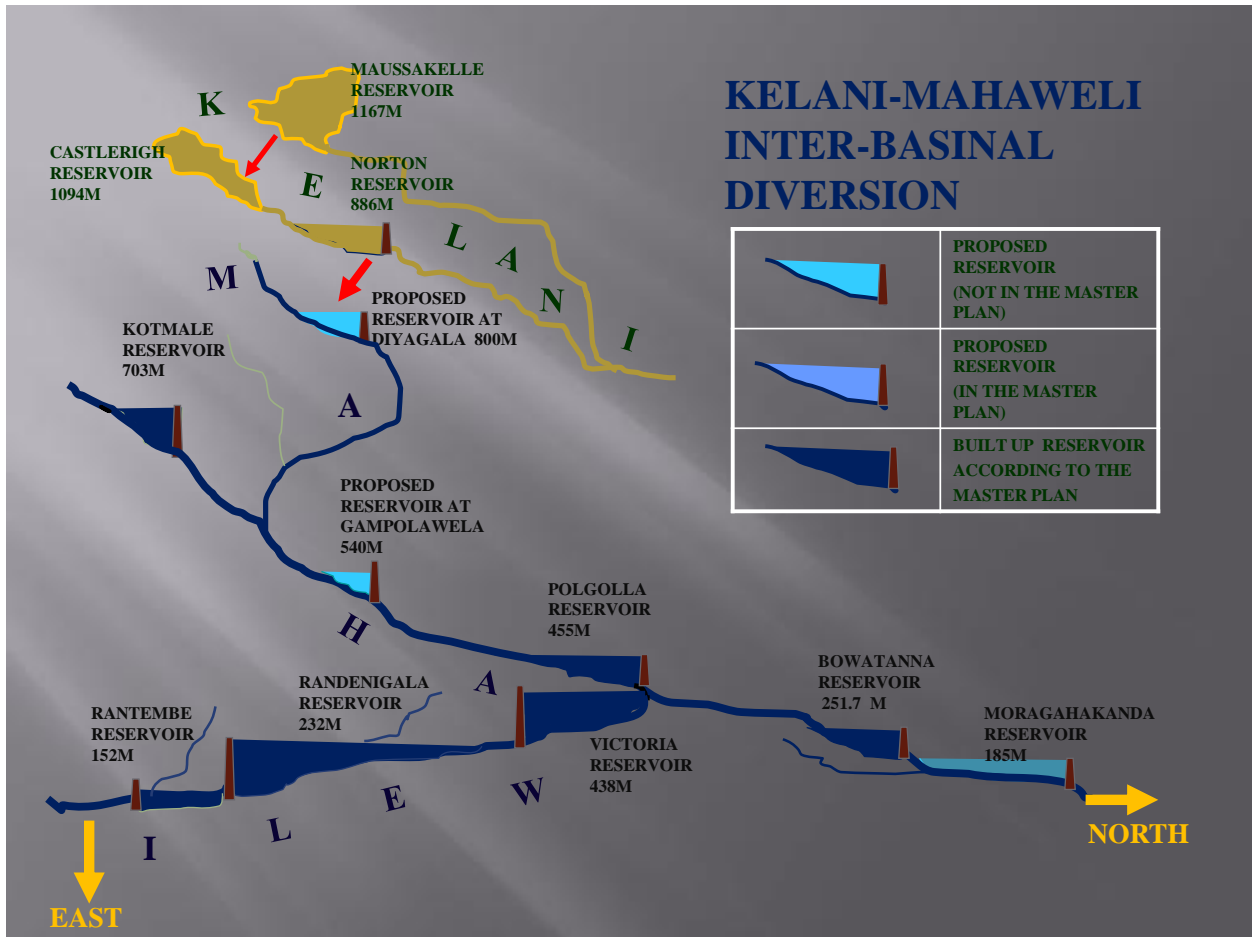 KELANI-MAHAWELI
INTER-BASINAL
DIVERSION
MAUSSAKELLE
RESERVOIR
1167M
CASTLERIGH
RESERVOIR
1094M
NORTON
RESERVOIR
886M
K
E
L
A
N
I
PROPOSED
RESERVOIR
(NOT IN THE MASTER
PLAN)
PROPOSED
RESERVOIR
(IN THE MASTER
PLAN)
BUILT UP RESERVOIR
ACCORDING TO THE
MASTER PLAN
PROPOSED
RESERVOIR AT
DIYAGALA 800M
KOTMALE
RESERVOIR
703M
PROPOSED
RESERVOIR AT
GAMPOLAWELA
540M
POLGOLLA
RESERVOIR
455M
BOWATANNA
RESERVOIR
251.7 M
MORAGAHAKANDA
RESERVOIR
185M
VICTORIA
RESERVOIR
438M
RANDENIGALA
RESERVOIR
232M
RANTEMBE
RESERVOIR
152M
M
A
H
A
W
E
L
I
NORTH
EAST